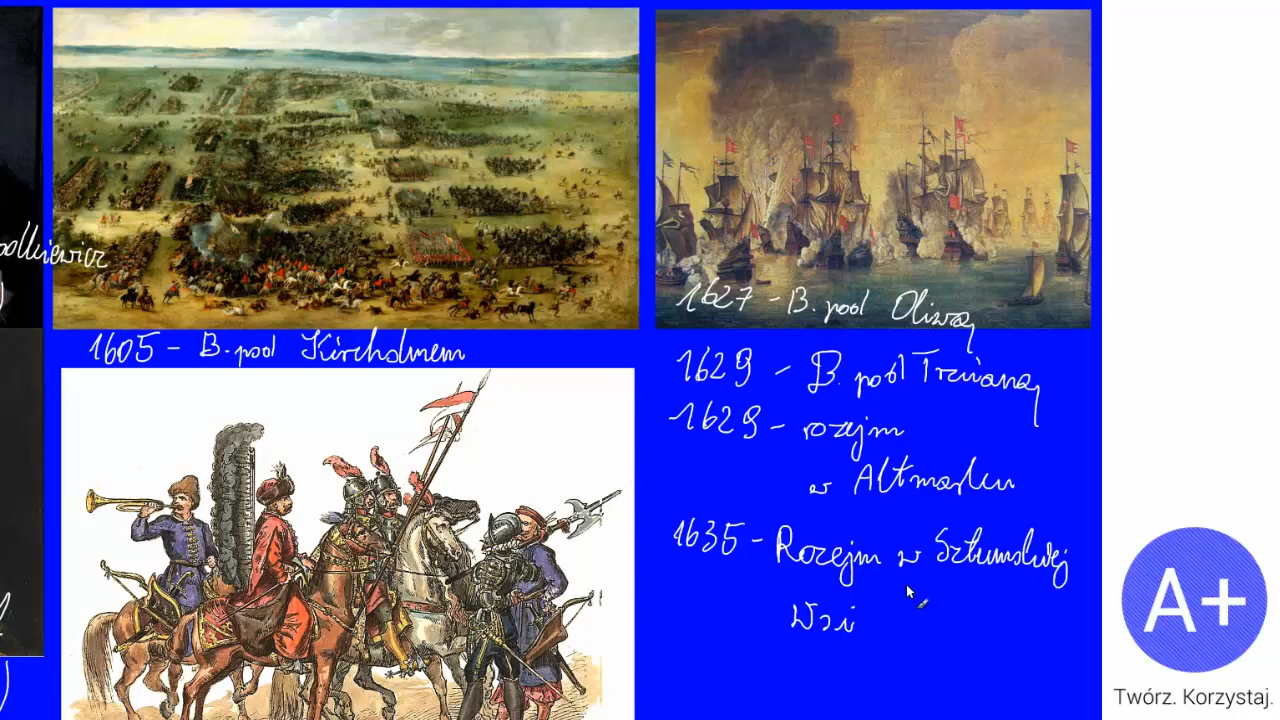 1605 - B. pod Kircholmem
1627 - B. pod Oliwą
1629 - B. pod Trzcianą
1629 - rozejm
w Altmarku
1635 - Rozejm w Sztumskiej
Wsi
A+
Twórz. Korzystaj.